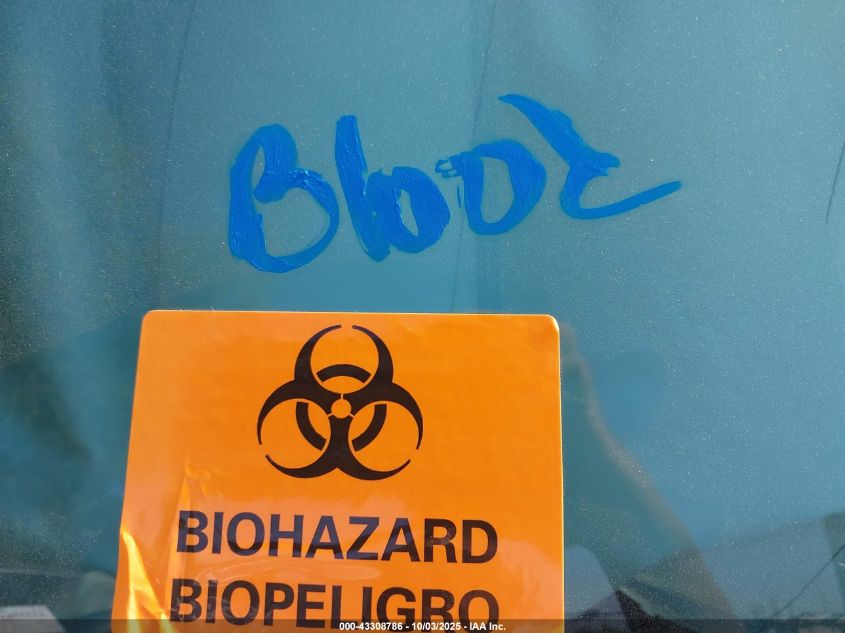 Blood
BIOHAZARD
BIOPELIGRO
000-43308786 - 10/03/2025 - IAA Inc.